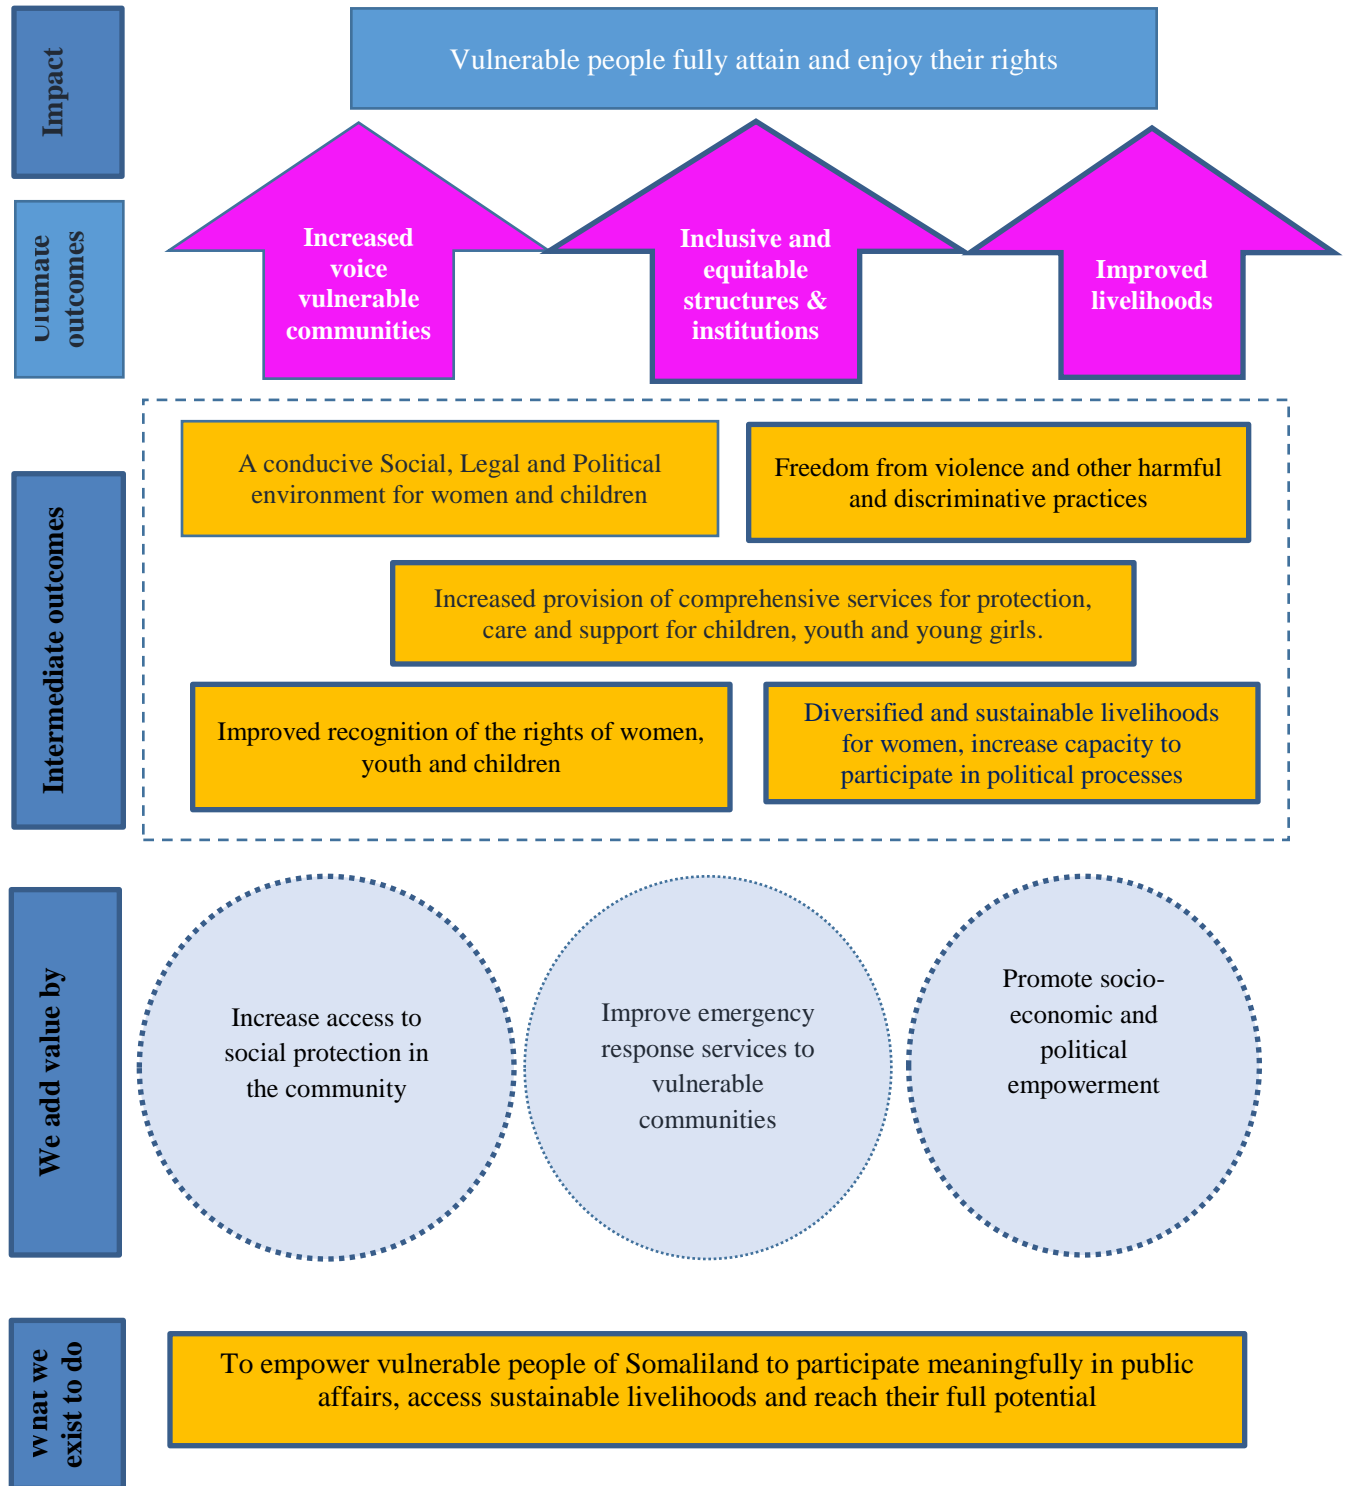 Impact
Vulnerable people fully attain and enjoy their rights
Ultimate
outcomes
Increased
voice
vulnerable
communities
Inclusive and
equitable
structures &
institutions
Improved
livelihoods
Intermediate outcomes
A conducive Social, Legal and Political
environment for women and children
Freedom from violence and other harmful
and discriminative practices
Increased provision of comprehensive services for protection,
care and support for children, youth and young girls.
Improved recognition of the rights of women,
youth and children
Diversified and sustainable livelihoods
for women, increase capacity to
participate in political processes
We add value by
Increase access to
social protection in
the community
Improve emergency
response services to
vulnerable
communities
Promote socio-
economic and
political
empowerment
What we
exist to do
To empower vulnerable people of Somaliland to participate meaningfully in public
affairs, access sustainable livelihoods and reach their full potential